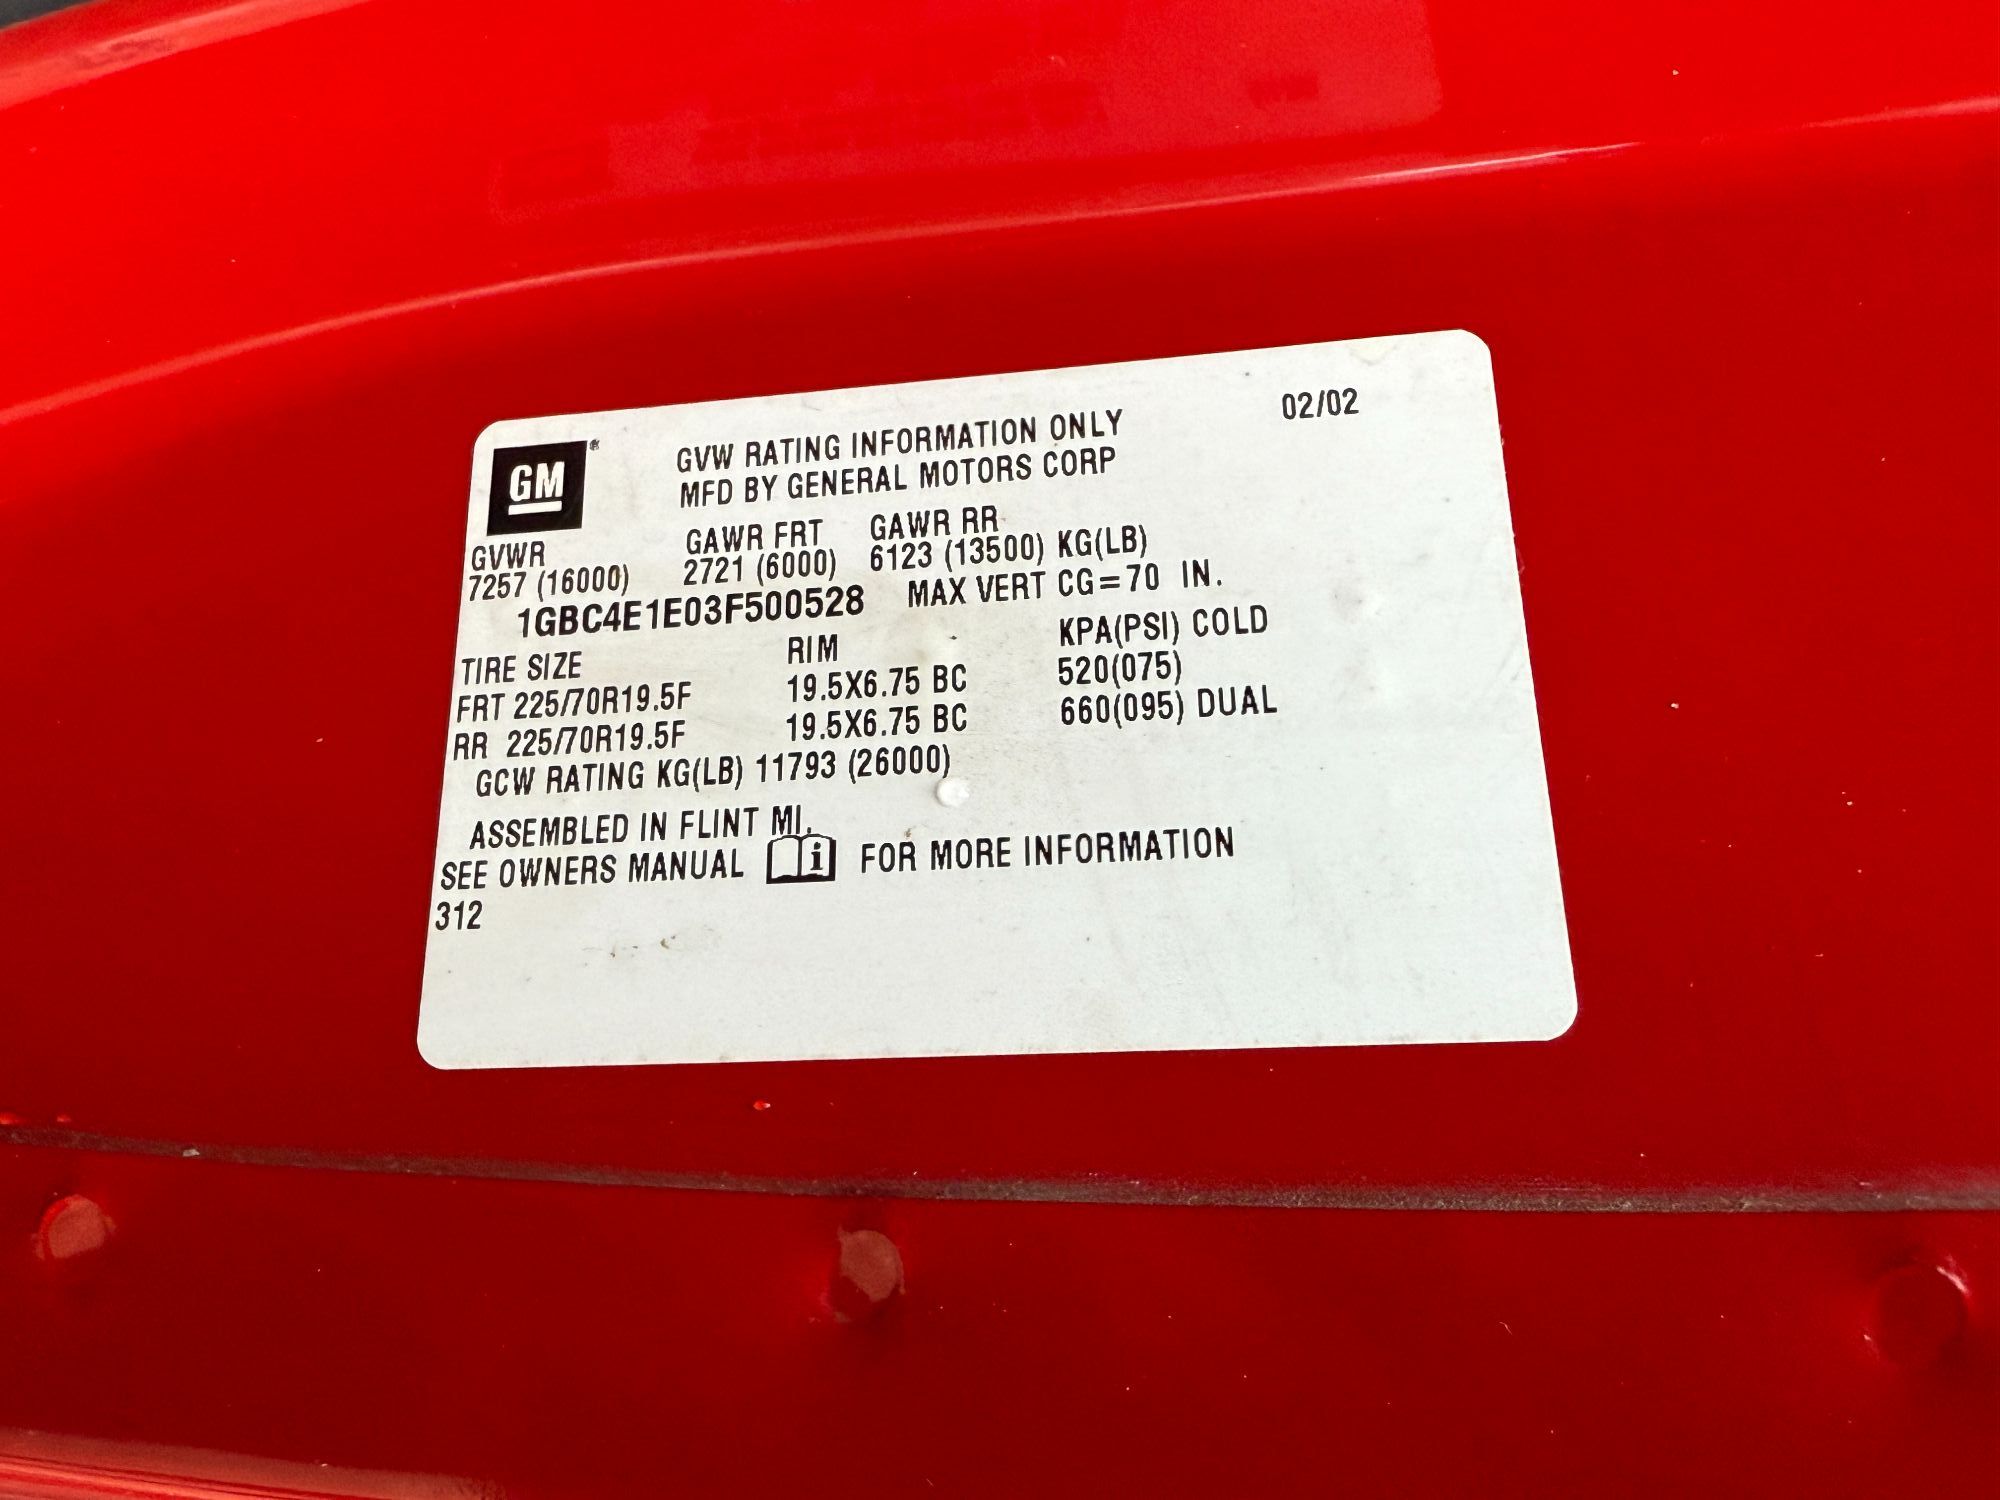 02/02
GM
GVW RATING INFORMATION ONLY
MFD BY GENERAL MOTORS CORP
GVWR GAWR FRT GAWR RR
7257 (16000) 2721 (6000) 6123 (13500) KG(LB)
1GBC4E1E03F500528 MAX VERT CG=70 IN.
TIRE SIZE RIM KPA(PSI) COLD
FRT 225/70R19.5F 19.5X6.75 BC 520(075)
RR 225/70R19.5F 19.5X6.75 BC 660(095) DUAL
GCW RATING KG(LB) 11793 (26000)
ASSEMBLED IN FLINT MI.
SEE OWNERS MANUAL i FOR MORE INFORMATION
312